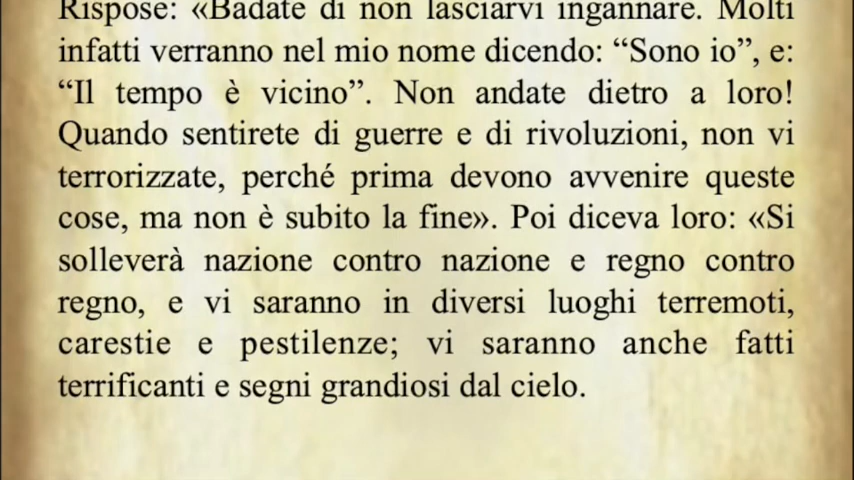 Rispose: «Badate di non lasciarvi ingannare. Molti
infatti verranno nel mio nome dicendo: “Sono io”, e:
“Il tempo è vicino”. Non andate dietro a loro!
Quando sentirete di guerre e di rivoluzioni, non vi
terrorizzate, perché prima devono avvenire queste
cose, ma non è subito la fine». Poi diceva loro: «Si
solleverà nazione contro nazione e regno contro
regno, e vi saranno in diversi luoghi terremoti,
carestie e pestilenze; vi saranno anche fatti
terrificanti e segni grandiosi dal cielo.